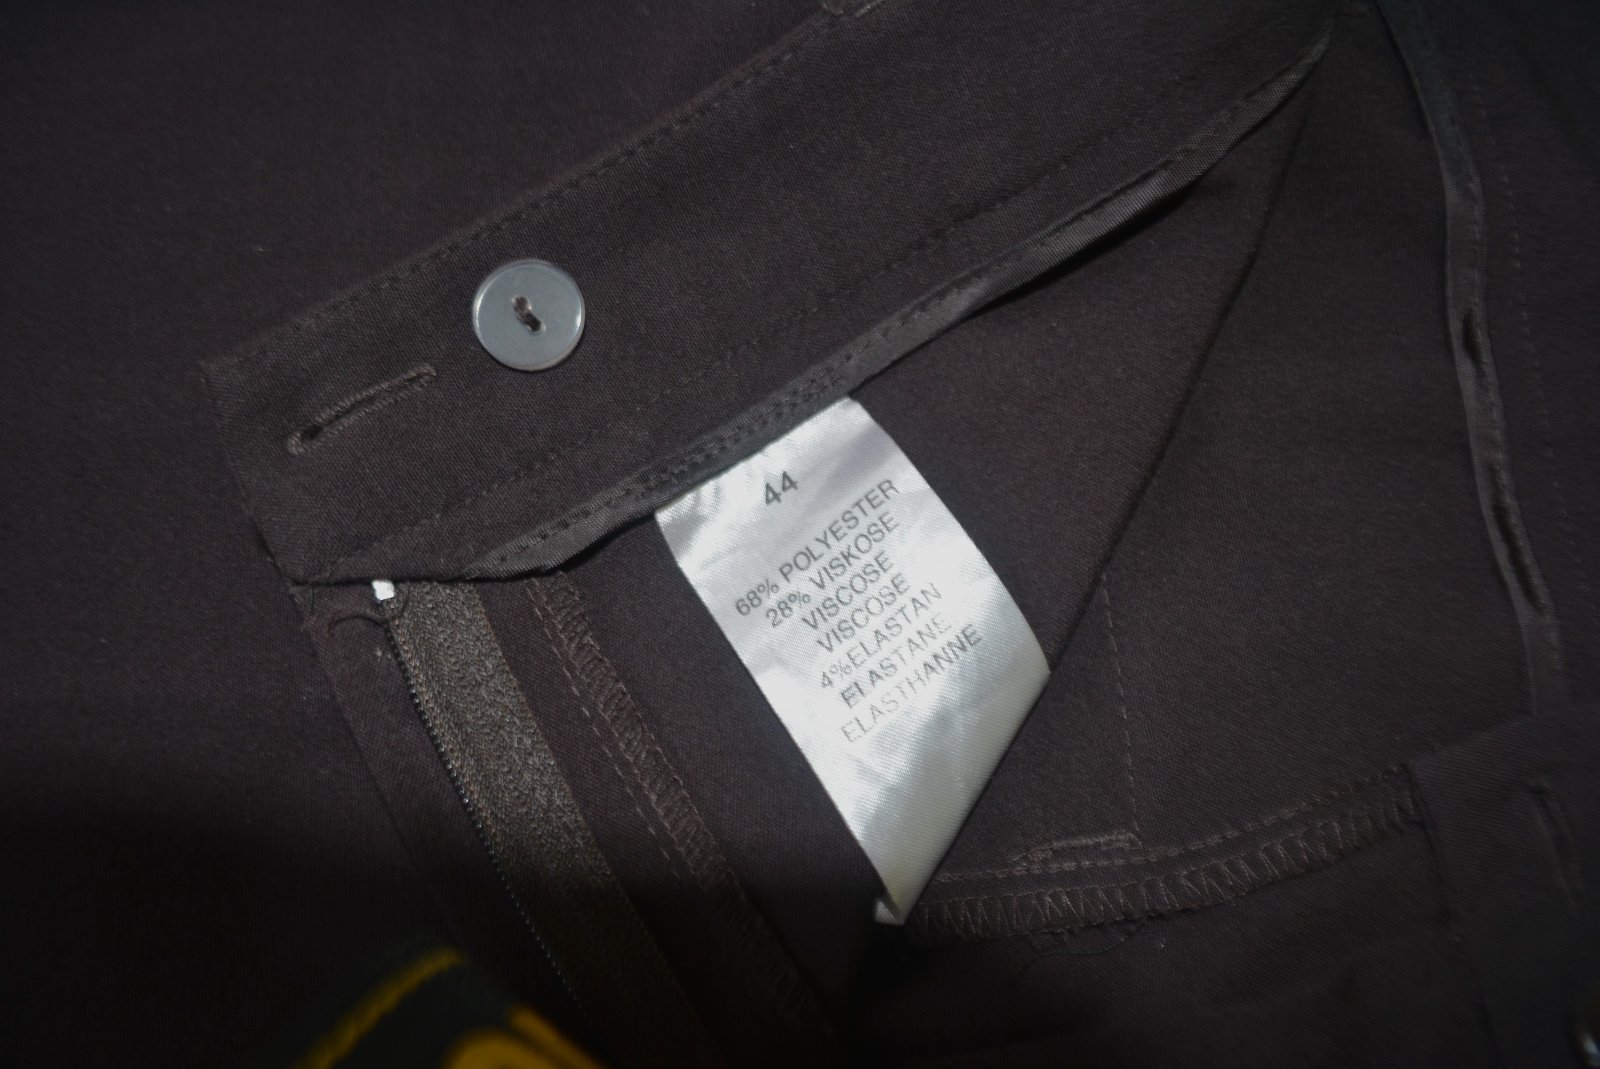 44
68% POLYESTER
28% VISKOSE
VISCOSE
VISCOSE
4%ELASTAN
ELASTANE
ELASTHANNE